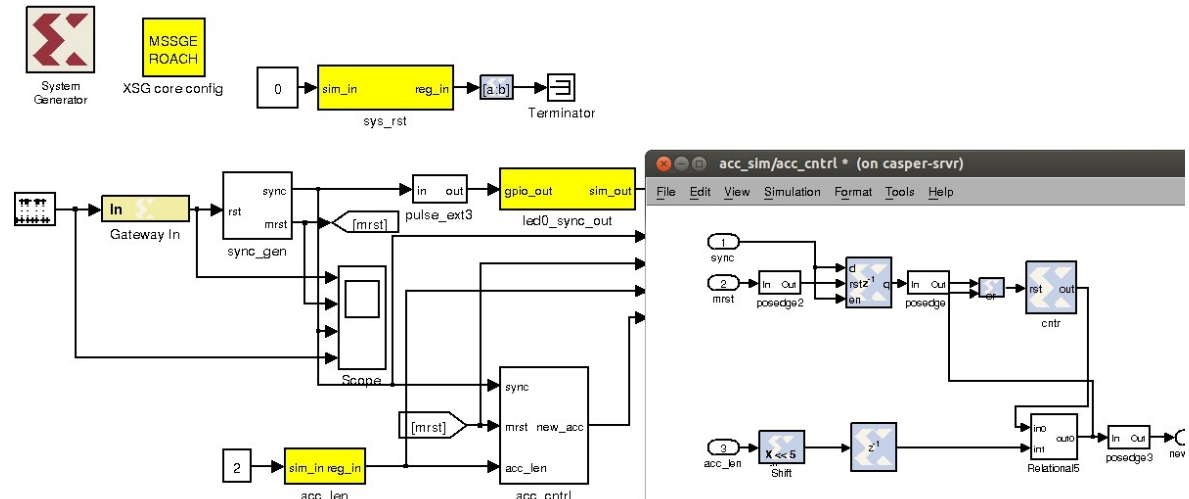 System
Generator
MSSGE
ROACH
XSG core config
0
sim_in
reg_in
sys_rst
[a:b]
Terminator
In
Gateway In
rst
sync
mrst
sync_gen
[mrst]
in
out
pulse_ext3
gpio_out
sim_out
led0_sync_out
Scope
[mrst]
2
sim_in reg_in
acc_len
sync
mrst
new_acc
acc_len
acc_cntrl
acc_sim/acc_cntrl * (on casper-srvr)
File Edit View Simulation Format Tools Help
1
sync
2
mrst
In Out
posedge2
d
rst
z-1
q
en
In Out
posedge
or
rst
out
cntr
3
acc_len
X << 5
Shift
z-1
in0
in1
out0
Relational5
In Out
posedge3
new